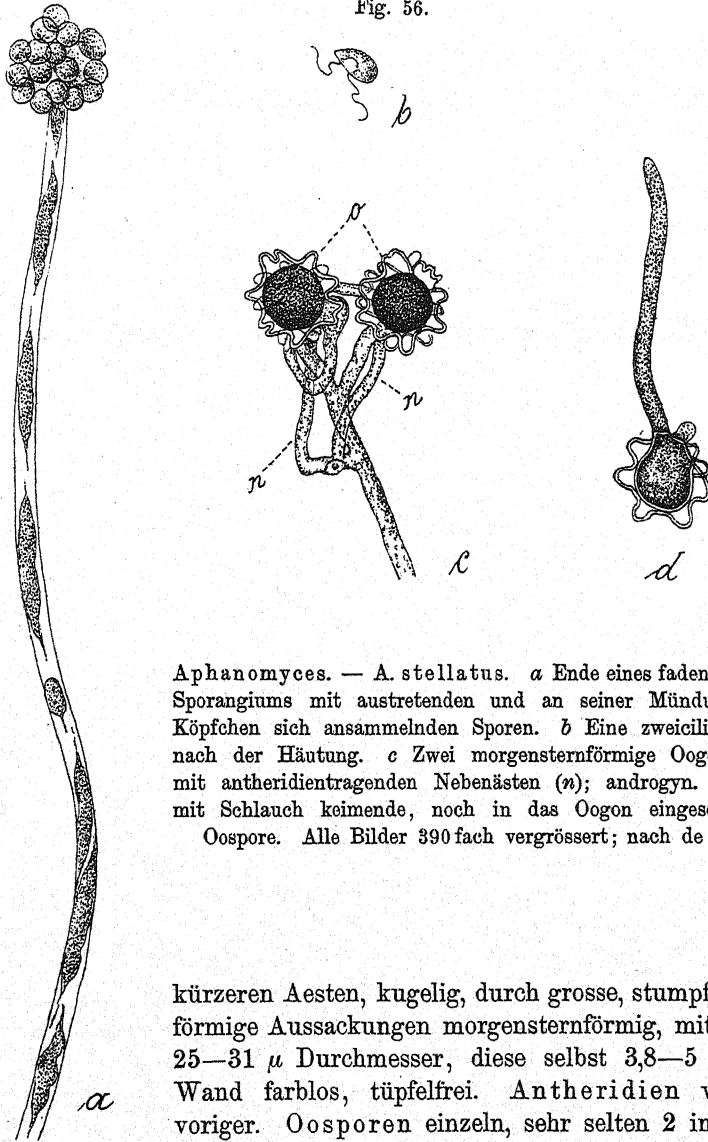 Fig. 56.
b
o
n
n
c
d
Aphanomyces. — A. stellatus. a Ende eines faden
Sporangiums mit austretenden und an seiner Mündu
Köpfchen sich ansammelnden Sporen. b Eine zweicili
nach der Häutung. c Zwei morgensternförmige Oog
mit antheridientragenden Nebenästen (n); androgyn.
mit Schlauch keimende, noch in das Oogon einges
Oospore. Alle Bilder 390 fach vergrössert; nach de
kürzeren Aesten, kugelig, durch grosse, stumpf
förmige Aussackungen morgensternförmig, mit
25—31 μ Durchmesser, diese selbst 3,8—5
Wand farblos, tüpfelfrei. Antheridien
voriger. Oosporen einzeln, sehr selten 2 in
a